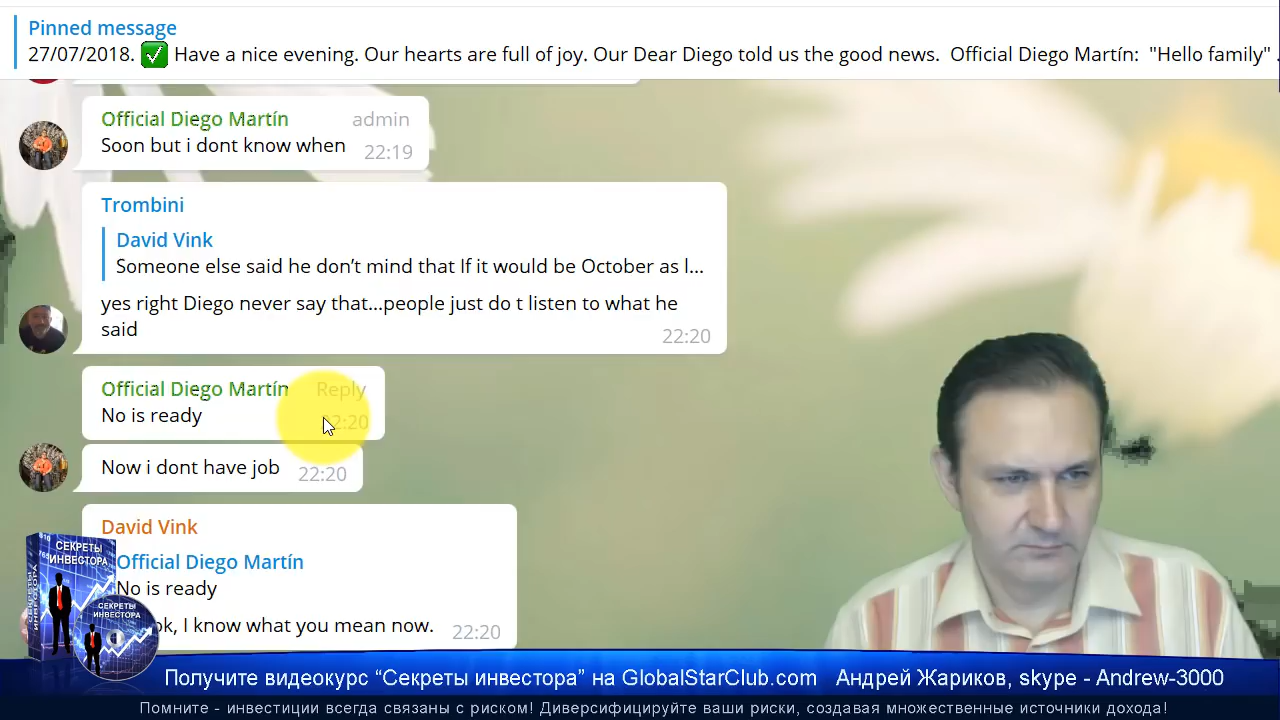 Pinned message
27/07/2018. ✅ Have a nice evening. Our hearts are full of joy. Our Dear Diego told us the good news. Official Diego Martín: "Hello family" .
Official Diego Martín admin
Soon but i dont know when 22:19
Trombini
David Vink
Someone else said he don't mind that If it would be October as l...
yes right Diego never say that...people just do t listen to what he
said
22:20
Official Diego Martín Reply
No is ready 22:20
Now i dont have job 22:20
David Vink
Official Diego Martín
No is ready
ok, I know what you mean now. 22:20
СЕКРЕТЫ
ИНВЕСТОРА
СЕКРЕТЫ
ИНВЕСТОРА
Получите видеокурс “Секреты инвестора” на GlobalStarClub.com Андрей Жариков, skype - Andrew-3000
Помните - инвестиции всегда связаны с риском! Диверсифицируйте ваши риски, создавая множественные источники дохода!